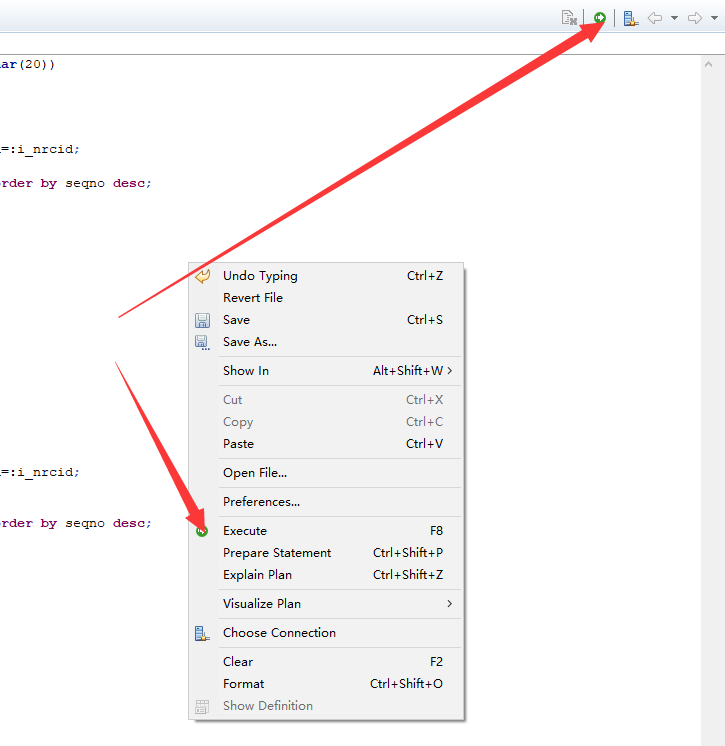 ar(20))
=:i_nrcid;
rder by seqno desc;
Undo Typing Ctrl+Z
Revert File
Save Ctrl+S
Save As...
Show In Alt+Shift+W >
Cut Ctrl+X
Copy Ctrl+C
Paste Ctrl+V
Open File...
Preferences...
=:i_nrcid;
rder by seqno desc;
Execute F8
Prepare Statement Ctrl+Shift+P
Explain Plan Ctrl+Shift+Z
Visualize Plan >
Choose Connection
Clear F2
Format Ctrl+Shift+O
Show Definition